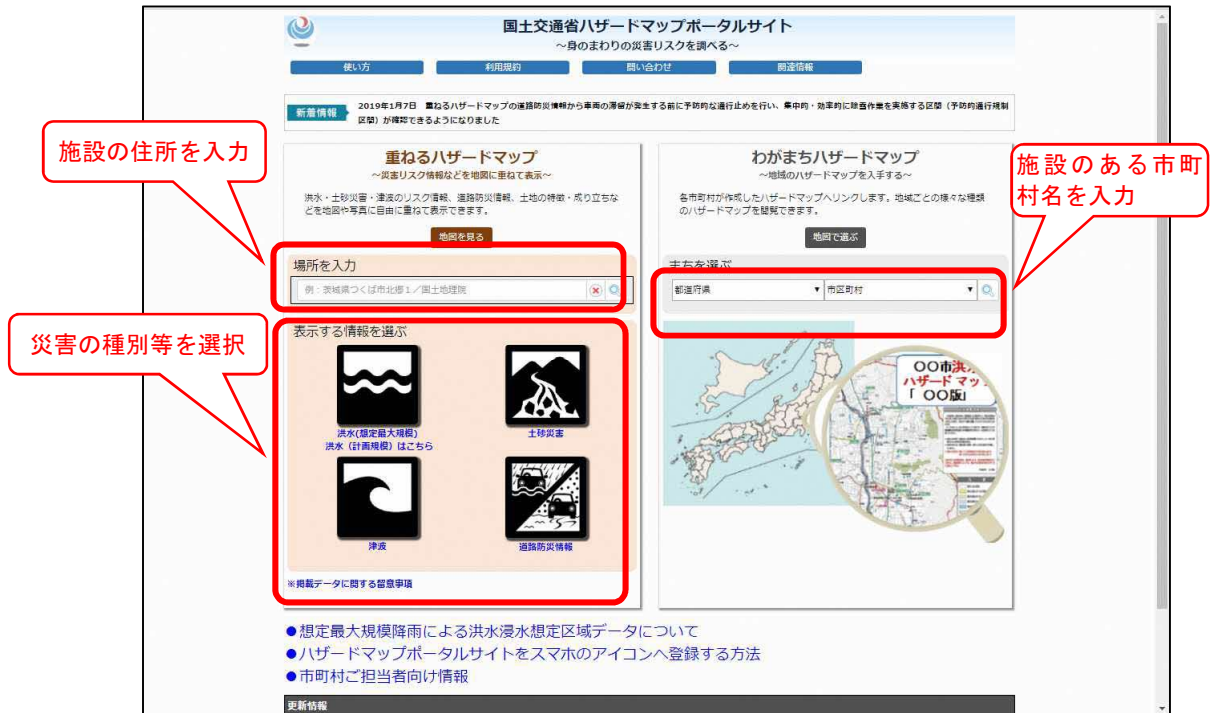 国土交通省ハザードマップポータルサイト
～身のまわりの災害リスクを調べる～
使い方
利用規約
問い合わせ
関連情報
新着情報
2019年1月7日 重ねるハザードマップの道路防災情報から車両の滞留が発生する前に予防的な通行止めを行い、集中的・効率的に除雪作業を実施する区間（予防的通行規制
区間）が確認できるようになりました
施設の住所を入力
重ねるハザードマップ
～災害リスク情報などを地図に重ねて表示～
洪水・土砂災害・津波のリスク情報、道路防災情報、土地の特徴・成り立ちな
どを地図や写真に自由に重ねて表示できます。
地図を見る
場所を入力
例：茨城県つくば市北郷１／国土地理院
災害の種別等を選択
表示する情報を選ぶ
洪水(想定最大規模)
洪水（計画規模）はこちら
土砂災害
津波
道路防災情報
※掲載データに関する留意事項
わがまちハザードマップ
～地域のハザードマップを入手する～
各市町村が作成したハザードマップへリンクします。地域ごとの様々な種類
のハザードマップを閲覧できます。
地図で選ぶ
施設のある市町
村名を入力
まちを選ぶ
都道府県
市区町村
〇〇市洪水
ハザードマップ
「 〇〇版」
●想定最大規模降雨による洪水浸水想定区域データについて
●ハザードマップポータルサイトをスマホのアイコンへ登録する方法
●市町村ご担当者向け情報
更新情報